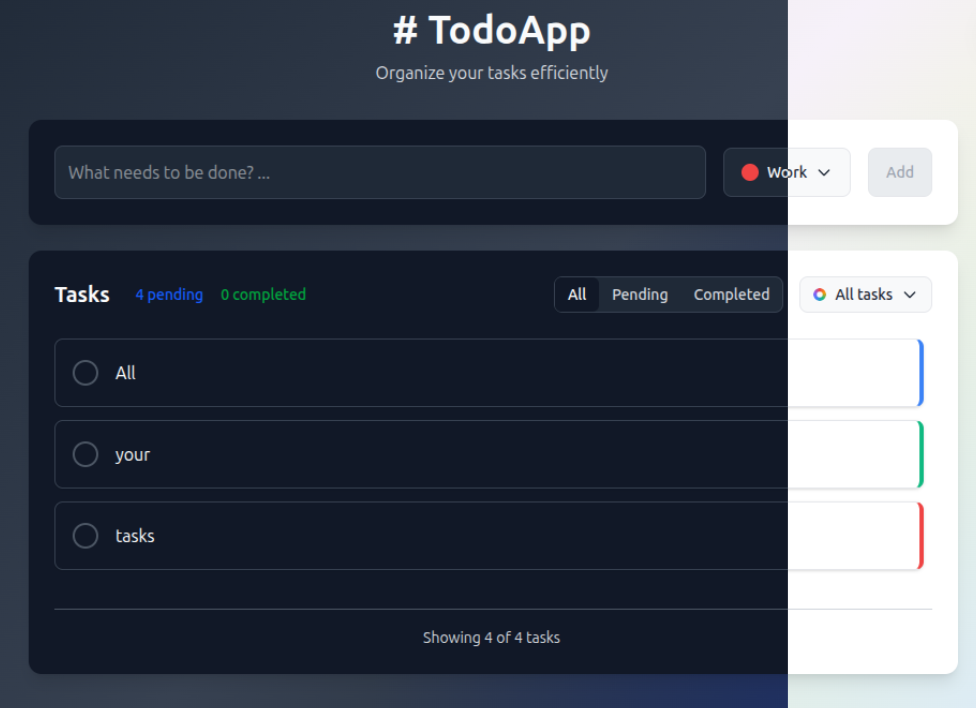 # TodoApp
Organize your tasks efficiently
What needs to be done? ... Work Add
Tasks 4 pending 0 completed All Pending Completed All tasks
All
your
tasks
Showing 4 of 4 tasks